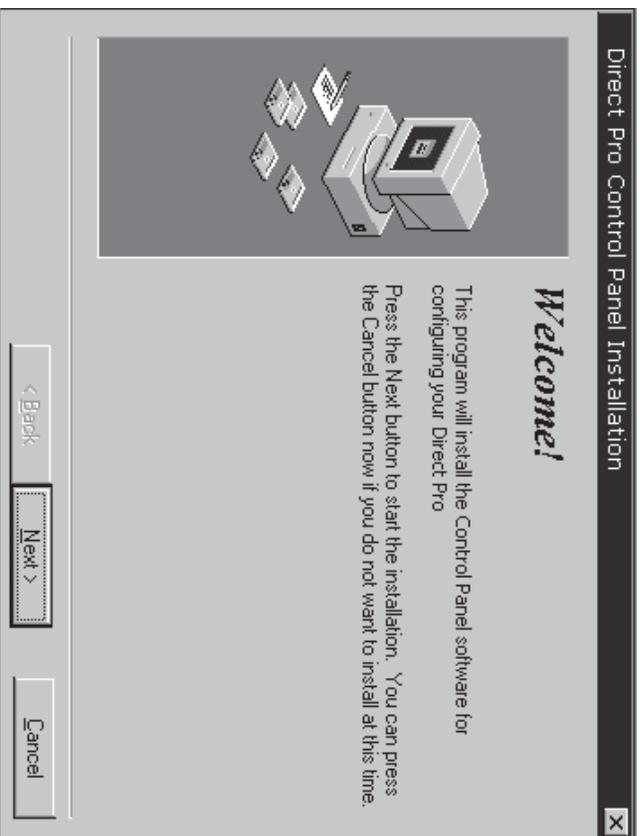 Direct Pro Control Panel Installation
Welcome!
This program will install the Control Panel software for
configuring your Direct Pro
Press the Next button to start the installation. You can press
the Cancel button now if you do not want to install at this time.
< Back
Next >
Cancel